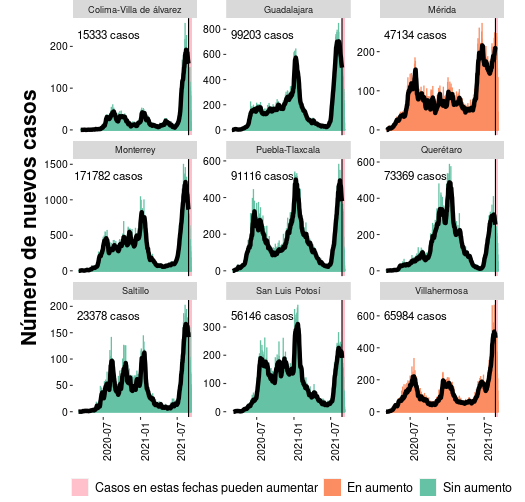 Número de nuevos casos
Colima-Villa de álvarez
Guadalajara
Mérida
15333 casos
99203 casos
47134 casos
200
100
0
800
600
400
200
0
200
100
0
Monterrey
Puebla-Tlaxcala
Querétaro
171782 casos
91116 casos
73369 casos
1500
1000
500
0
600
400
200
0
600
400
200
0
Saltillo
San Luis Potosí
Villahermosa
23378 casos
56146 casos
65984 casos
200
150
100
50
0
300
200
100
0
600
400
200
0
2020-07
2021-01
2021-07
2020-07
2021-01
2021-07
2020-07
2021-01
2021-07
Casos en estas fechas pueden aumentar
En aumento
Sin aumento